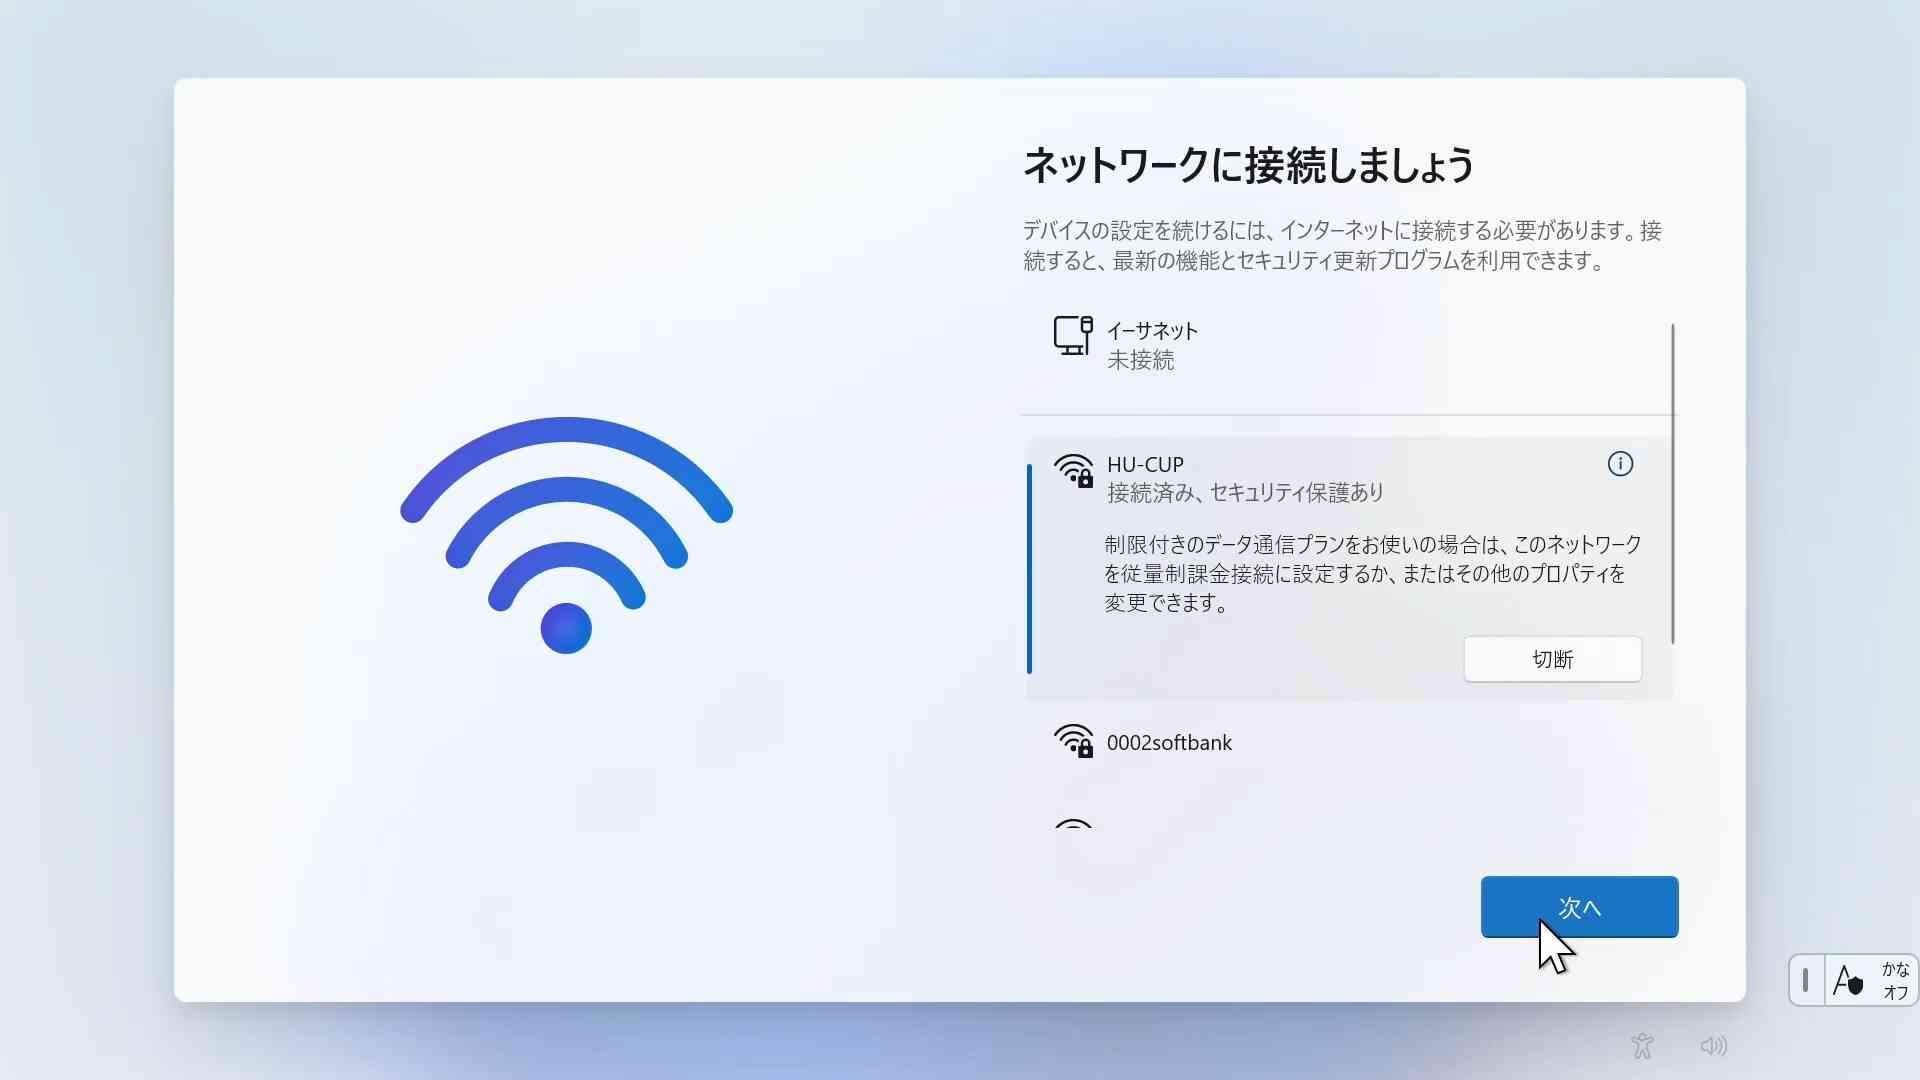 ネットワークに接続しましょう
デバイスの設定を続けるには、インターネットに接続する必要があります。接
続すると、最新の機能とセキュリティ更新プログラムを利用できます。
イーサネット
未接続
HU-CUP
接続済み、セキュリティ保護あり
制限付きのデータ通信プランをお使いの場合は、このネットワーク
を従量制課金接続に設定するか、またはその他のプロパティを
変更できます。
切断
0002softbank
次へ
A
かな
オフ